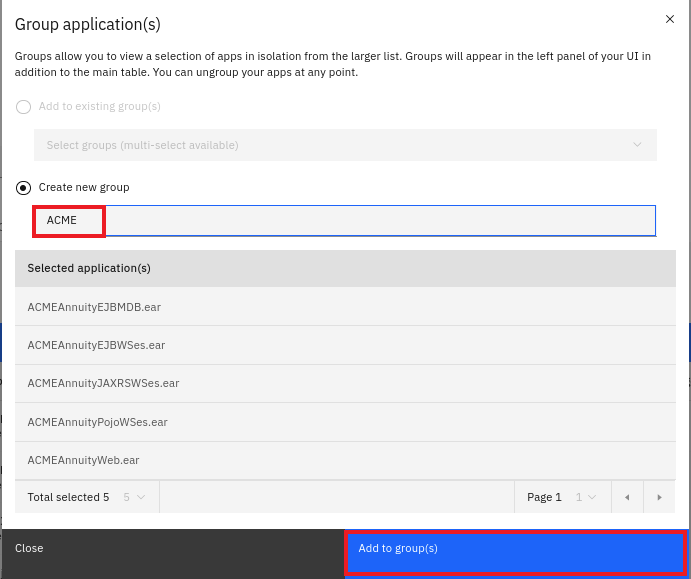 Group application(s)
Groups allow you to view a selection of apps in isolation from the larger list. Groups will appear in the left panel of your UI in
addition to the main table. You can ungroup your apps at any point.
Add to existing group(s)
Select groups (multi-select available)
Create new group
ACME
Selected application(s)
ACMEAnnuityEJBMDB.ear
ACMEAnnuityEJBWSes.ear
ACMEAnnuityJAXRSWSes.ear
ACMEAnnuityPojoWSes.ear
ACMEAnnuityWeb.ear
Total selected 5 5 Page 1 1
Close Add to group(s)